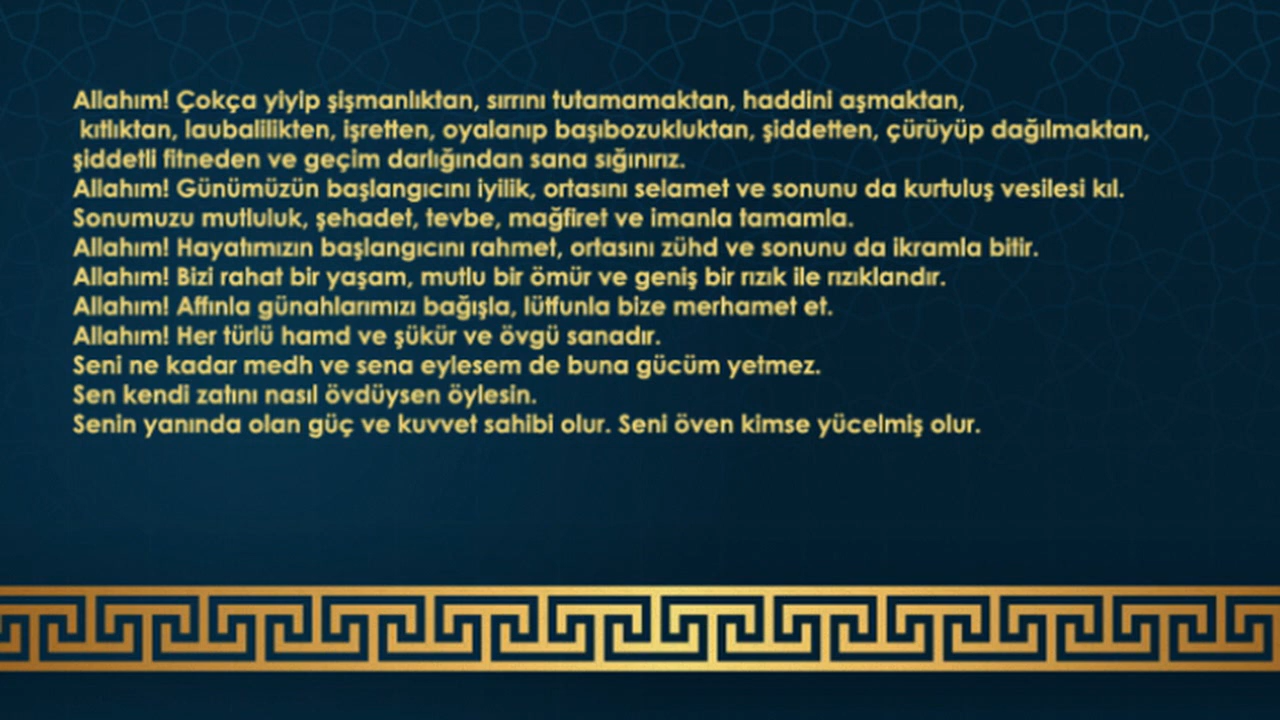 Allahım! Çokça yiyip şişmanlıktan, sırrını tutamamaktan, haddini aşmaktan,
kıtlıktan, laubalilikten, işretten, oyalanıp başıbozukluktan, şiddetten, çürüyüp dağılmaktan,
şiddetli fitneden ve geçim darlığından sana sığınırız.
Allahım! Günümüzün başlangıcını iyilik, ortasını selamet ve sonunu da kurtuluş vesilesi kıl.
Sonumuzu mutluluk, şehadet, tevbe, mağfiret ve imanla tamamla.
Allahım! Hayatımızın başlangıcını rahmet, ortasını zühd ve sonunu da ikramla bitir.
Allahım! Bizi rahat bir yaşam, mutlu bir ömür ve geniş bir rızık ile rızıklandır.
Allahım! Affınla günahlarımızı bağışla, lütfunla bize merhamet et.
Allahım! Her türlü hamd ve şükür ve övgü sanadır.
Seni ne kadar medh ve sena eylesem de buna gücüm yetmez.
Sen kendi zatını nasıl övdüysen öylesin.
Senin yanında olan güç ve kuvvet sahibi olur. Seni öven kimse yücelmiş olur.